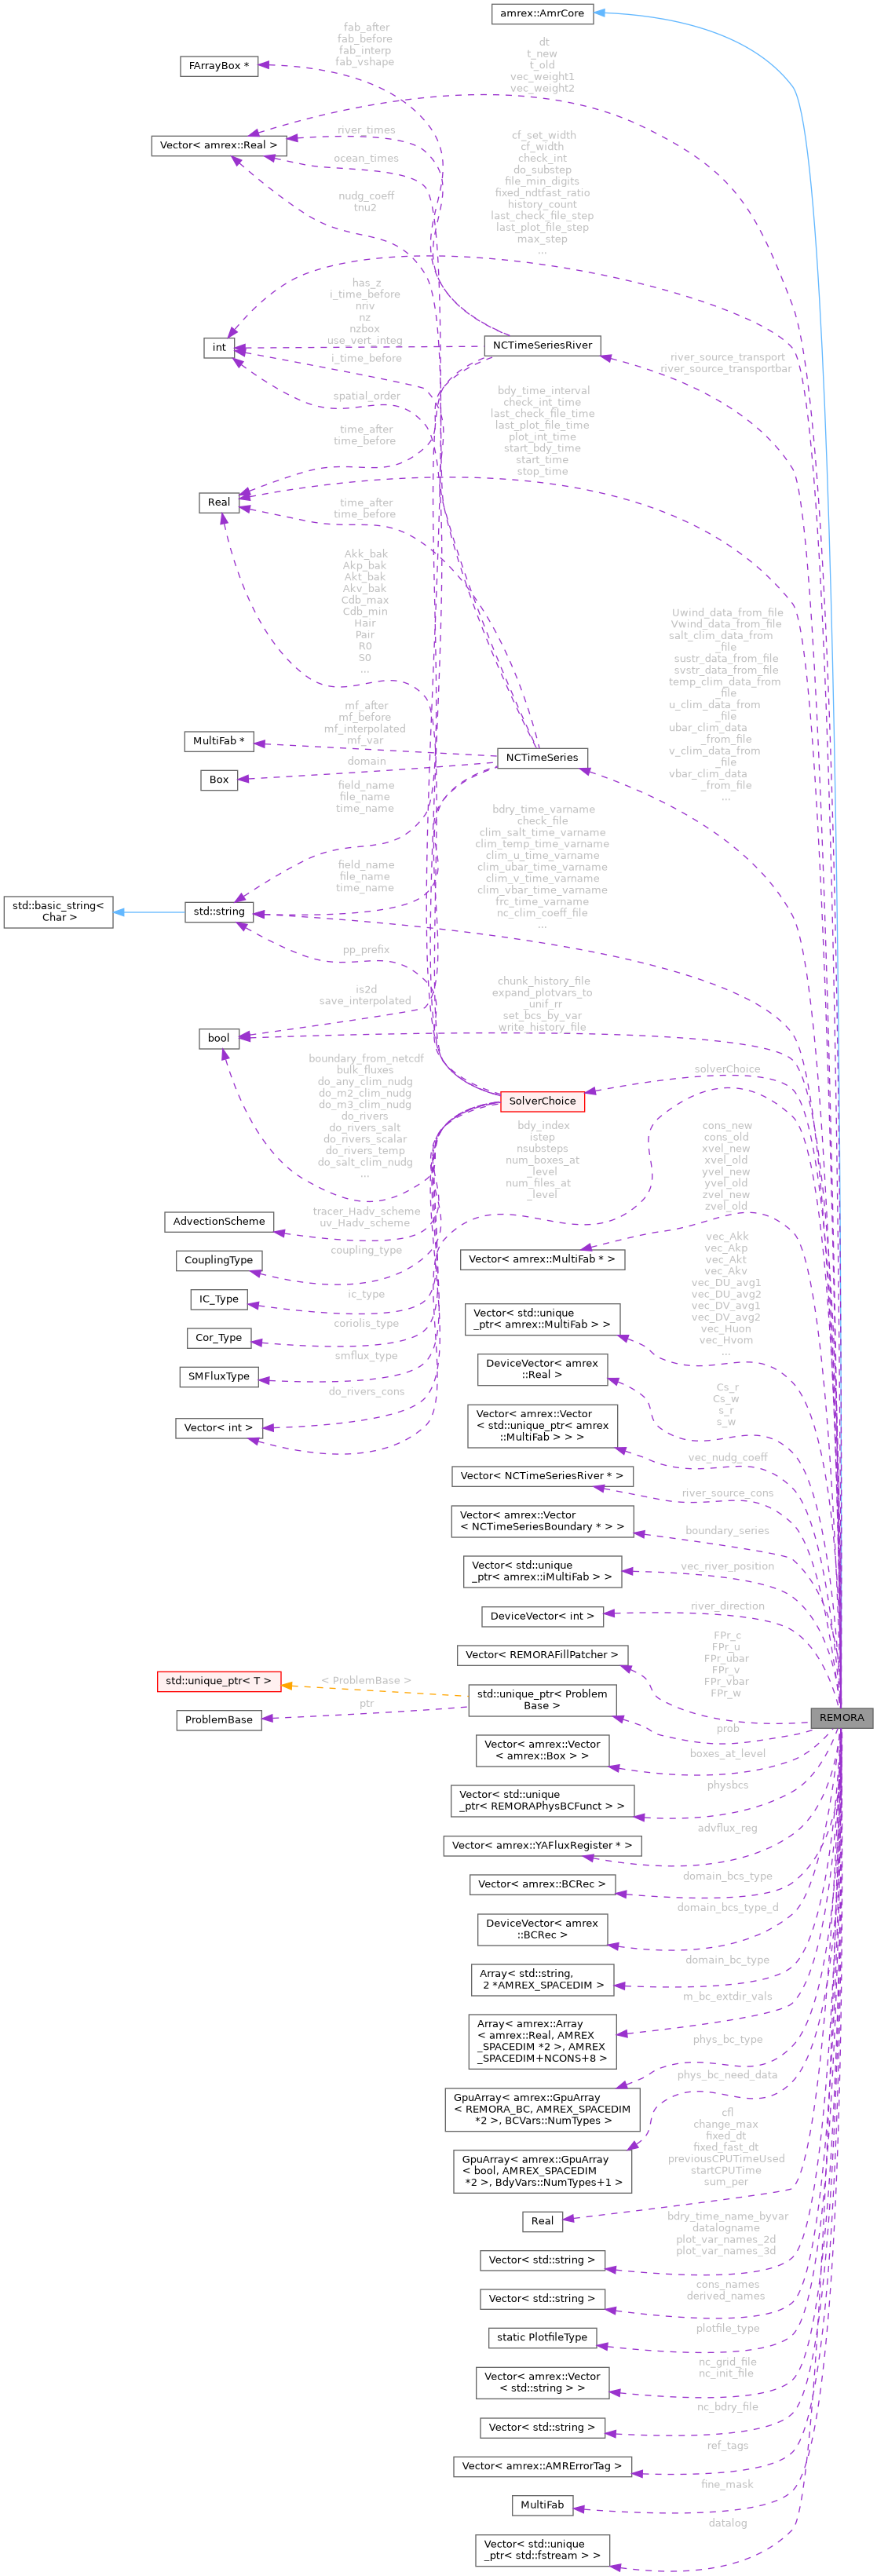 amrex::AmrCore
fab_after
fab_before
fab_interp
fab_vshape
FArrayBox *
dt
t_new
t_old
vec_weight1
vec_weight2
river_times
Vector< amrex::Real >
ocean_times
nudg_coeff
tnu2
cf_set_width
cf_width
check_int
do_substep
file_min_digits
fixed_ndtfast_ratio
history_count
last_check_file_step
last_plot_file_step
max_step
...
has_z
i_time_before
nriv
nz
nzbox
use_vert_integ
int
NCTimeSeriesRiver
i_time_before
river_source_transport
river_source_transportbar
spatial_order
bdy_time_interval
check_int_time
last_check_file_time
last_plot_file_time
plot_int_time
start_bdy_time
start_time
stop_time
time_after
time_before
Real
time_after
time_before
Akk_bak
Akp_bak
Akt_bak
Akv_bak
Cdb_max
Cdb_min
Hair
Pair
R0
S0
...
Uwind_data_from_file
Vwind_data_from_file
salt_clim_data_from
_file
sustr_data_from_file
svstr_data_from_file
temp_clim_data_from
_file
u_clim_data_from
_file
ubar_clim_data
_from_file
v_clim_data_from
_file
vbar_clim_data
_from_file
...
mf_after
mf_before
mf_interpolated
mf_var
MultiFab *
NCTimeSeries
domain
Box
field_name
file_name
time_name
bdry_time_varname
check_file
clim_salt_time_varname
clim_temp_time_varname
clim_u_time_varname
clim_ubar_time_varname
clim_v_time_varname
clim_vbar_time_varname
frc_time_varname
nc_clim_coeff_file
...
field_name
file_name
time_name
std::basic_string<
Char >
std::string
pp_prefix
is2d
save_interpolated
chunk_history_file
expand_plotvars_to
_unif_rr
set_bcs_by_var
write_history_file
bool
boundary_from_netcdf
bulk_fluxes
do_any_clim_nudg
do_m2_clim_nudg
do_m3_clim_nudg
do_rivers
do_rivers_salt
do_rivers_scalar
do_rivers_temp
do_salt_clim_nudg
...
solverChoice
SolverChoice
bdy_index
istep
nsubsteps
num_boxes_at
_level
num_files_at
_level
cons_new
cons_old
xvel_new
xvel_old
yvel_new
yvel_old
zvel_new
zvel_old
tracer_Hadv_scheme
uv_Hadv_scheme
AdvectionScheme
coupling_type
CouplingType
Vector< amrex::MultiFab * >
vec_Akk
vec_Akp
vec_Akt
vec_Akv
vec_DU_avg1
vec_DU_avg2
vec_DV_avg1
vec_DV_avg2
vec_Huon
vec_Hvom
...
ic_type
IC_Type
Vector< std::unique
_ptr< amrex::MultiFab > >
coriolis_type
Cor_Type
smflux_type
SMFluxType
DeviceVector< amrex
::Real >
Cs_r
Cs_w
s_r
s_w
do_rivers_cons
Vector< int >
Vector< amrex::Vector
< std::unique_ptr< amrex
::MultiFab > > >
vec_nudg_coeff
Vector< NCTimeSeriesRiver * >
river_source_cons
Vector< amrex::Vector
< NCTimeSeriesBoundary * > >
boundary_series
Vector< std::unique
_ptr< amrex::iMultiFab > >
vec_river_position
DeviceVector< int >
river_direction
FPr_c
FPr_u
FPr_ubar
FPr_v
FPr_vbar
FPr_w
Vector< REMORAFillPatcher >
std::unique_ptr< T >
< ProblemBase >
std::unique_ptr< Problem
Base >
ptr
ProblemBase
REMORA
prob
Vector< amrex::Vector
< amrex::Box > >
boxes_at_level
Vector< std::unique
_ptr< REMORAPhysBCFunct > >
physbcs
Vector< amrex::YAFluxRegister * >
advflux_reg
Vector< amrex::BCRec >
domain_bcs_type
DeviceVector< amrex
::BCRec >
domain_bcs_type_d
Array< std::string,
2 *AMREX_SPACEDIM >
domain_bc_type
Array< amrex::Array
< amrex::Real, AMREX
_SPACEDIM *2 >, AMREX
_SPACEDIM+NCONS+8 >
m_bc_extdir_vals
phys_bc_type
GpuArray< amrex::GpuArray
< REMORA_BC, AMREX_SPACEDIM
*2 >, BCVars::NumTypes >
phys_bc_need_data
GpuArray< amrex::GpuArray
< bool, AMREX_SPACEDIM
*2 >, BdyVars::NumTypes+1 >
cfl
change_max
fixed_dt
fixed_fast_dt
previousCPUTimeUsed
startCPUTime
sum_per
Real
bdry_time_name_byvar
datalogname
plot_var_names_2d
plot_var_names_3d
Vector< std::string >
cons_names
derived_names
Vector< std::string >
plotfile_type
static PlotfileType
nc_grid_file
nc_init_file
Vector< amrex::Vector
< std::string > >
nc_bdry_file
Vector< std::string >
ref_tags
Vector< amrex::AMRErrorTag >
fine_mask
MultiFab
datalog
Vector< std::unique
_ptr< std::fstream > >